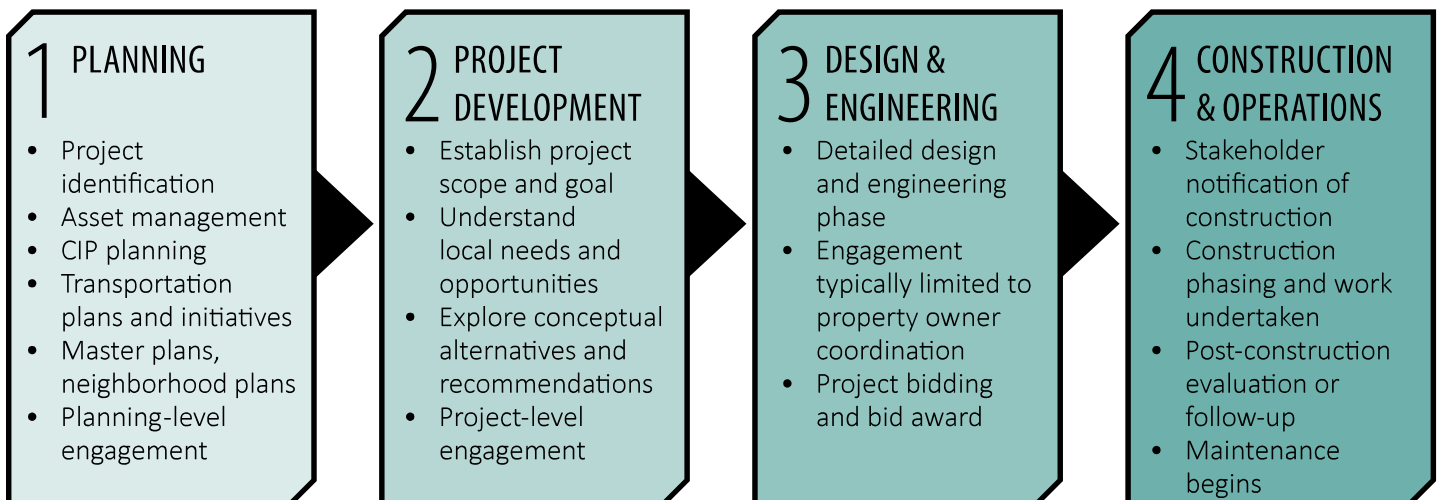 1 PLANNING
• Project
identification
• Asset management
• CIP planning
• Transportation
plans and initiatives
• Master plans,
neighborhood plans
• Planning-level
engagement
2 PROJECT
DEVELOPMENT
• Establish project
scope and goal
• Understand
local needs and
opportunities
• Explore conceptual
alternatives and
recommendations
• Project-level
engagement
3 DESIGN &
ENGINEERING
• Detailed design
and engineering
phase
• Engagement
typically limited to
property owner
coordination
• Project bidding
and bid award
4 CONSTRUCTION
& OPERATIONS
• Stakeholder
notification of
construction
• Construction
phasing and work
undertaken
• Post-construction
evaluation or
follow-up
• Maintenance
begins